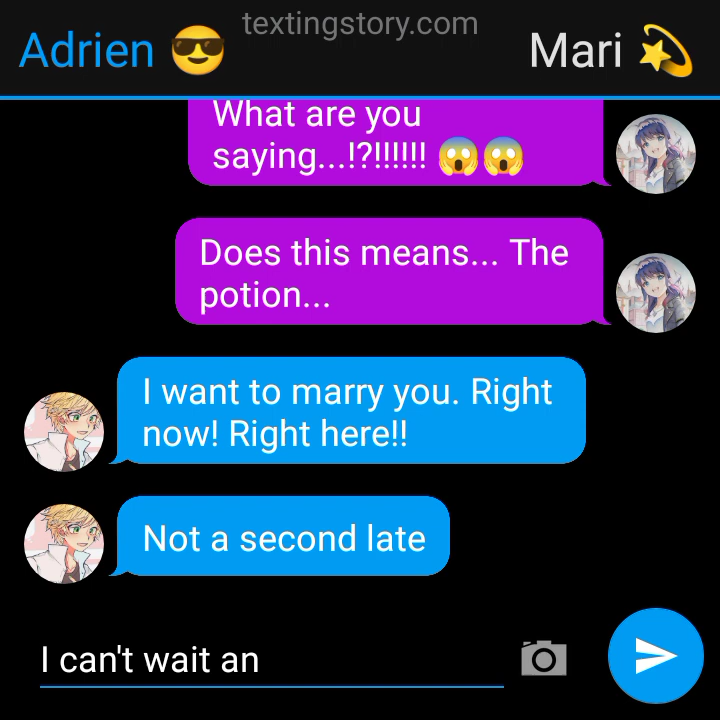 textingstory.com
Adrien 😎
Mari 💫
What are you
saying...!?!!!!!! 😱😱
Does this means... The
potion...
I want to marry you. Right
now! Right here!!
Not a second late
I can't wait an